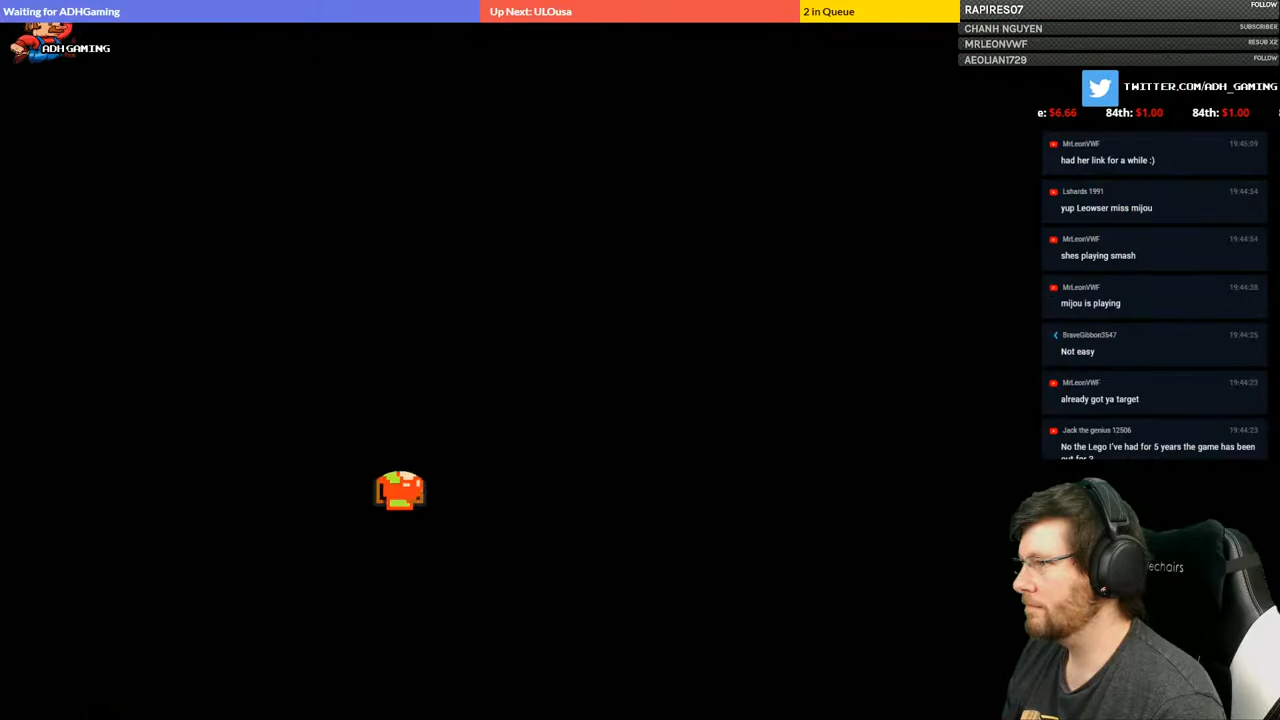 Waiting for ADHGaming
Up Next: ULOusa
2 in Queue
RAPIRES07
FOLLOW
CHANH NGUYEN
SUBSCRIBER
MRLEONVWF
RESUB X2
AEOLIAN1729
FOLLOW
ADH GAMING
TWITTER.COM/ADH_GAMING
e: $6.66 84th: $1.00 84th: $1.00
MrLeonVWF 19:45:09
had her link for a while :)
Lshards 1991 19:44:54
yup Leowser miss mijou
MrLeonVWF 19:44:54
shes playing smash
MrLeonVWF 19:44:38
mijou is playing
BraveGibbon3547 19:44:25
Not easy
MrLeonVWF 19:44:23
already got ya target
Jack the genius 12506 19:44:23
No the Lego I've had for 5 years the game has been
echairs